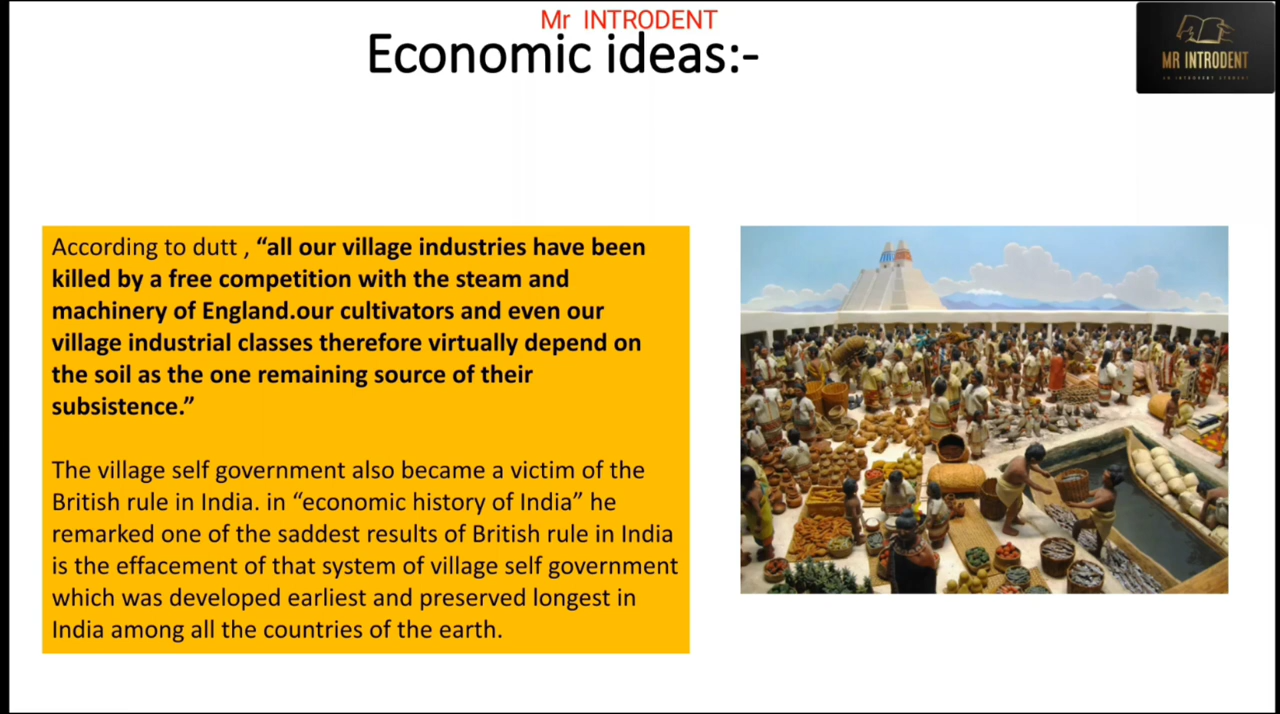 Mr INTRODENT
Economic ideas:-
MR INTRODENT
AN INTRODENT STUDENT
According to dutt , “all our village industries have been
killed by a free competition with the steam and
machinery of England.our cultivators and even our
village industrial classes therefore virtually depend on
the soil as the one remaining source of their
subsistence.”
The village self government also became a victim of the
British rule in India. in “economic history of India” he
remarked one of the saddest results of British rule in India
is the effacement of that system of village self government
which was developed earliest and preserved longest in
India among all the countries of the earth.